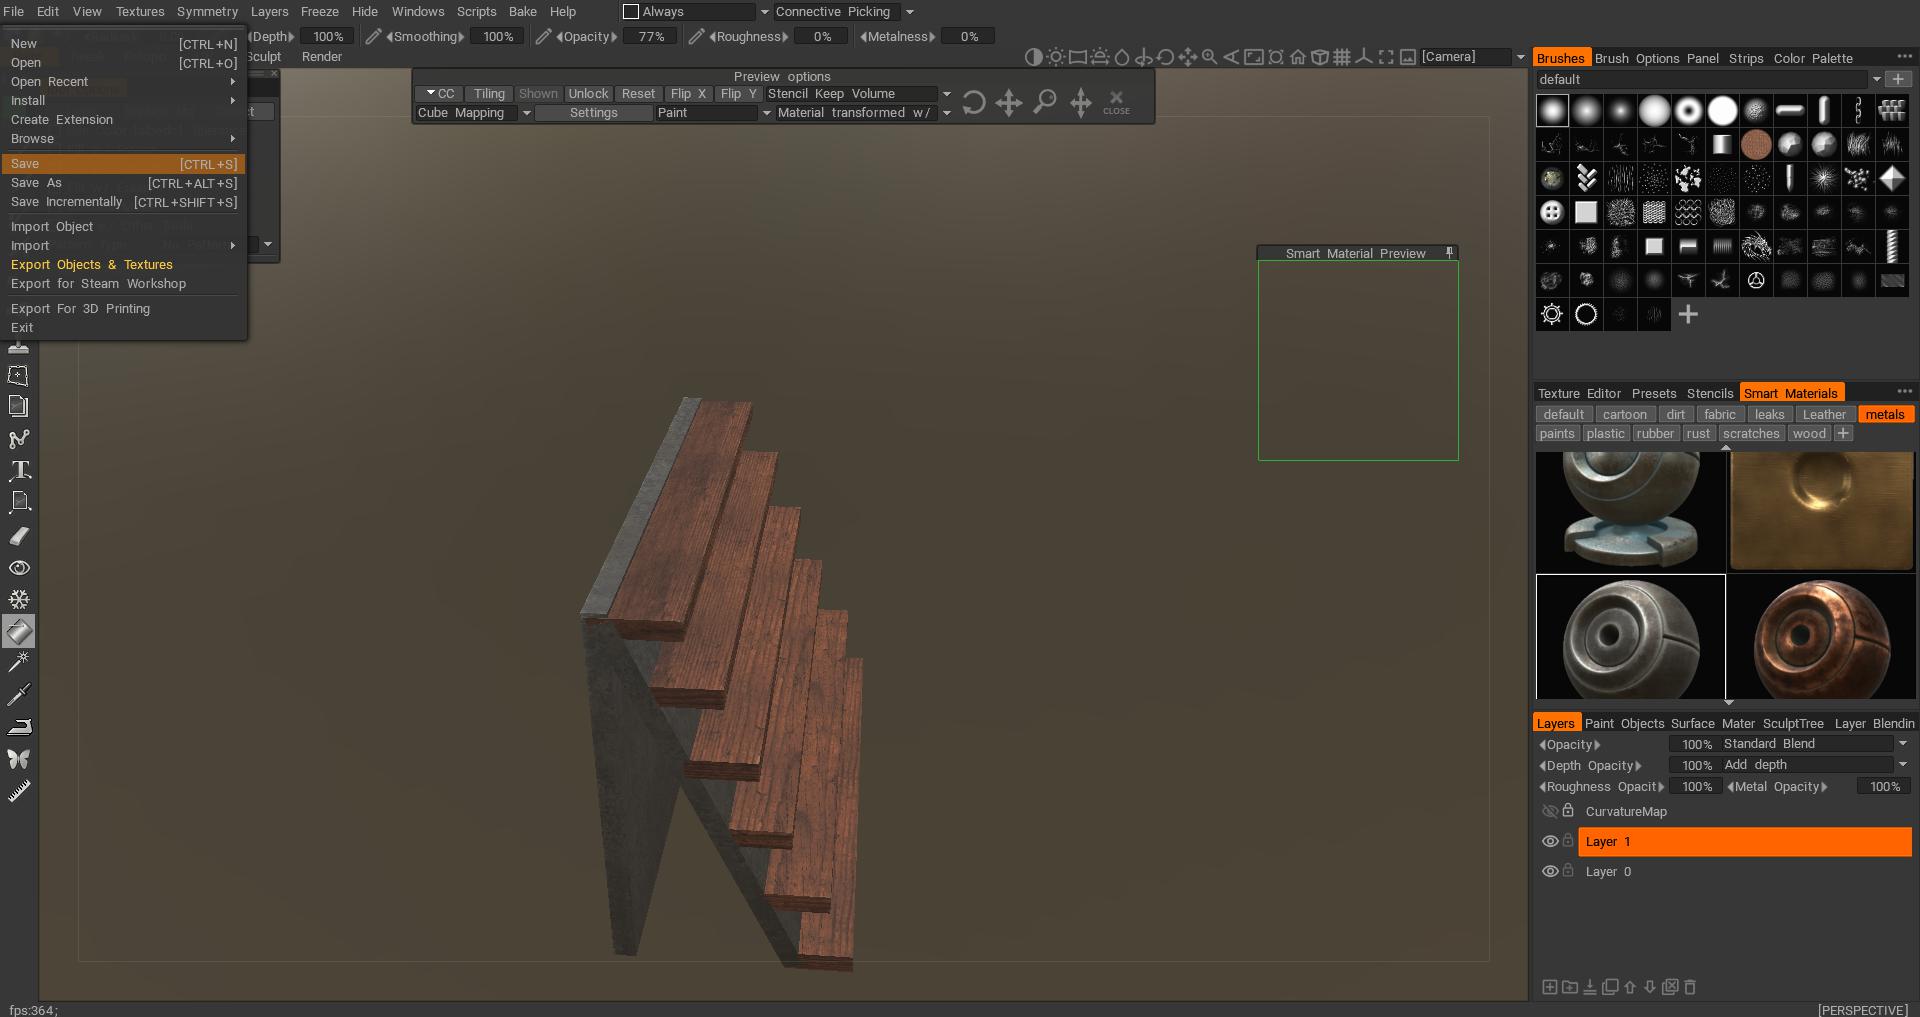 File Edit View Textures Symmetry Layers Freeze Hide Windows Scripts Bake Help Always Connective Picking
Depth 100% Smoothing 100% Opacity 77% Roughness 0% Metalness 0%
Sculpt Render [Camera]
New [CTRL+N]
Open [CTRL+O]
Open Recent
Install
Create Extension
Browse
Save [CTRL+S]
Save As [CTRL+ALT+S]
Save Incrementally [CTRL+SHIFT+S]
Import Object
Import
Export Objects & Textures
Export for Steam Workshop
Export For 3D Printing
Exit
Preview options
CC Tiling Shown Unlock Reset Flip X Flip Y Stencil Keep Volume
Cube Mapping Settings Paint Material transformed w/
CLOSE
Smart Material Preview
Brushes Brush Options Panel Strips Color Palette
default
Texture Editor Presets Stencils Smart Materials
default cartoon dirt fabric leaks Leather metals
paints plastic rubber rust scratches wood
Layers Paint Objects Surface Mater SculptTree Layer Blendin
Opacity 100% Standard Blend
Depth Opacity 100% Add depth
Roughness Opacit 100% Metal Opacity 100%
CurvatureMap
Layer 1
Layer 0
fps:364; [PERSPECTIVE]